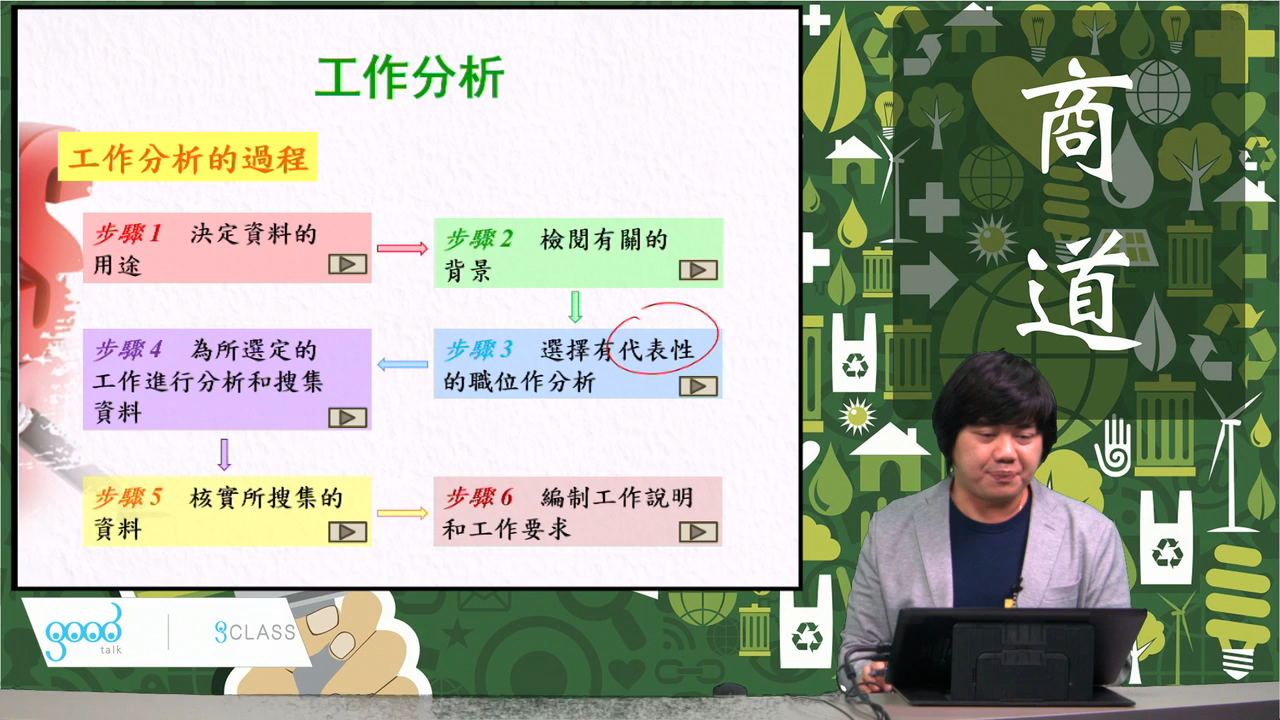 工作分析
工作分析的過程
步驟1 決定資料的
用途
步驟2 檢閱有關的
背景
步驟3 選擇有代表性
的職位作分析
步驟4 為所選定的
工作進行分析和搜集
資料
步驟5 核實所搜集的
資料
步驟6 編制工作說明
和工作要求
商
道
good
talk
gCLASS